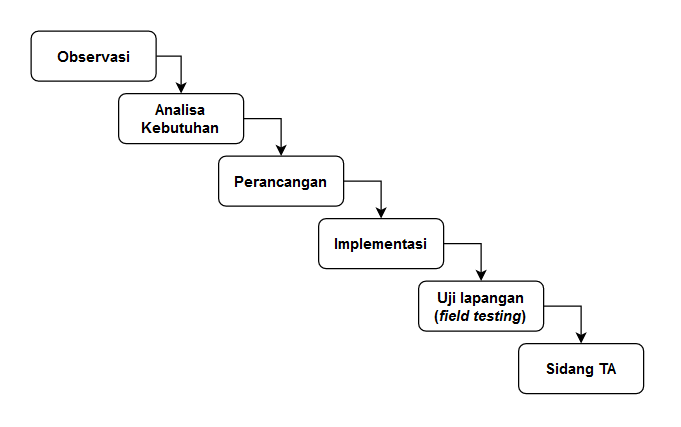 Observasi
Analisa
Kebutuhan
Perancangan
Implementasi
Uji lapangan
(field testing)
Sidang TA